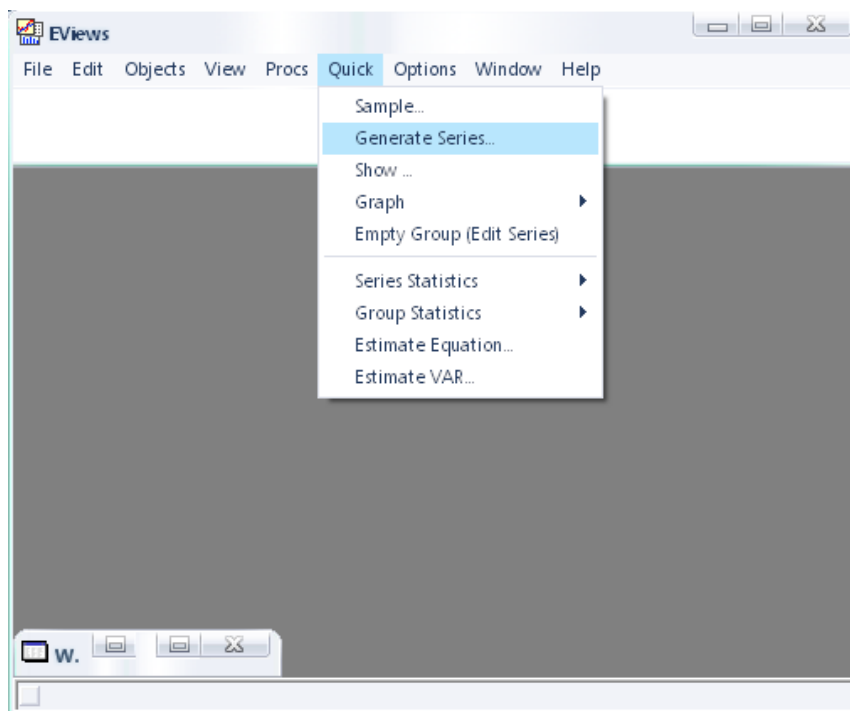 EViews
File Edit Objects View Procs Quick Options Window Help
Sample...
Generate Series...
Show ...
Graph
Empty Group (Edit Series)
Series Statistics
Group Statistics
Estimate Equation...
Estimate VAR...
w.